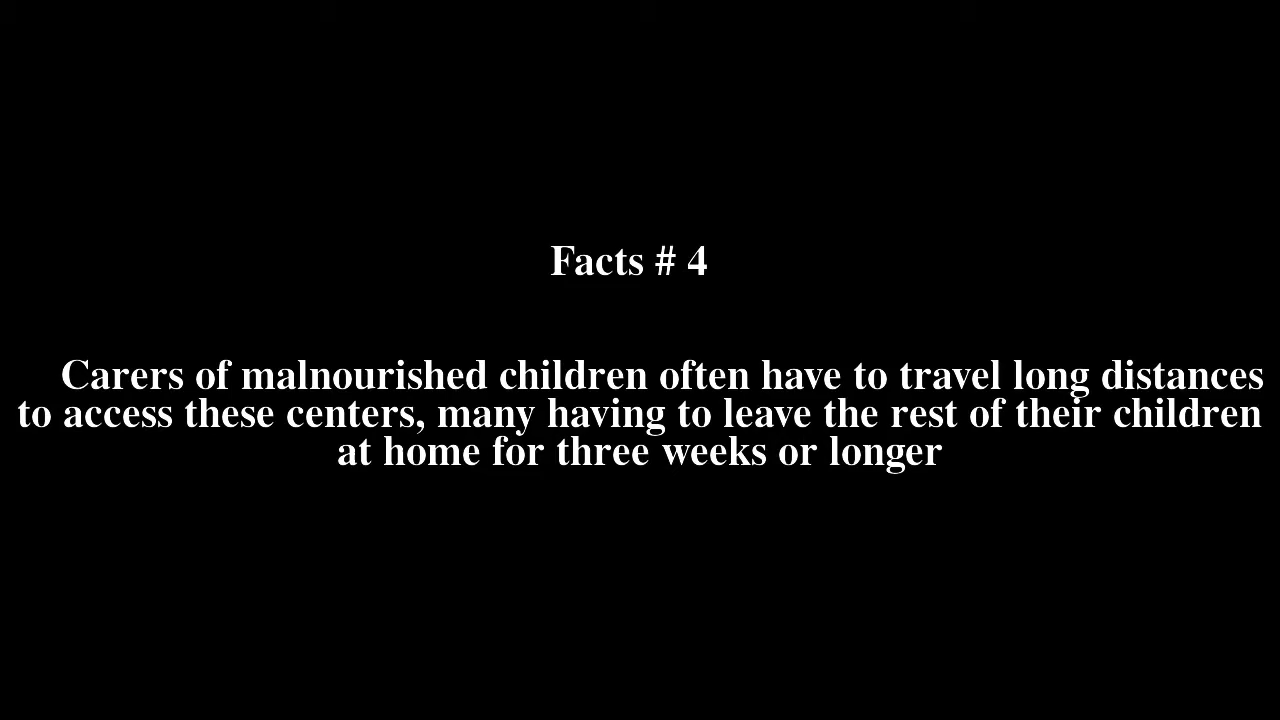 Facts # 4
Carers of malnourished children often have to travel long distances
to access these centers, many having to leave the rest of their children
at home for three weeks or longer